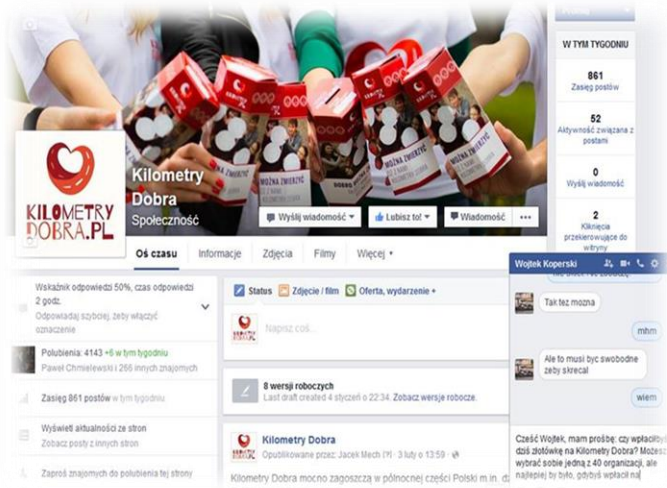 W TYM TYGODNIU
861
Zasięg postów
52
Aktywność związana z
postami
0
Wyślij wiadomość
2
Kliknięcia
przekierowujące do
witryny
KILOMETRY
DOBRA.PL
Kilometry
Dobra
Społeczność
Wyślij wiadomość
Lubisz to!
Wiadomość
•••
Oś czasu
Informacje
Zdjęcia
Filmy
Więcej
Wskaźnik odpowiedzi 50%, czas odpowiedzi
2 godz.
Odpowiadaj szybciej, żeby włączyć
oznaczenie
Polubienia: 4143 +6 w tym tygodniu
Paweł Chmielewski i 266 innych znajomych
Zasięg 861 postów w tym tygodniu
Wyświetl aktualności ze stron
Zobacz posty z innych stron
Zaproś znajomych do polubienia tej strony
Status
Zdjęcie / film
Oferta, wydarzenie +
Napisz coś...
8 wersji roboczych
Last draft created 4 styczeń o 22:34. Zobacz wersje robocze.
Kilometry Dobra
Opublikowane przez: Jacek Mech [?] · 3 luty o 13:59 ·
Kilometry Dobra mocno zagoszczą w północnej części Polski m.in.
Wojtek Koperski
Tak tez mozna
mhm
Ale to musi byc swobodne
zeby skrecal
wiem
Cześć Wojtek, mam prośbę: czy wpłaciłbyś
dziś złotówkę na Kilometry Dobra? Możesz
wybrać sobie jedną z 40 organizacji, ale
najlepiej by było, gdybyś wpłacił na